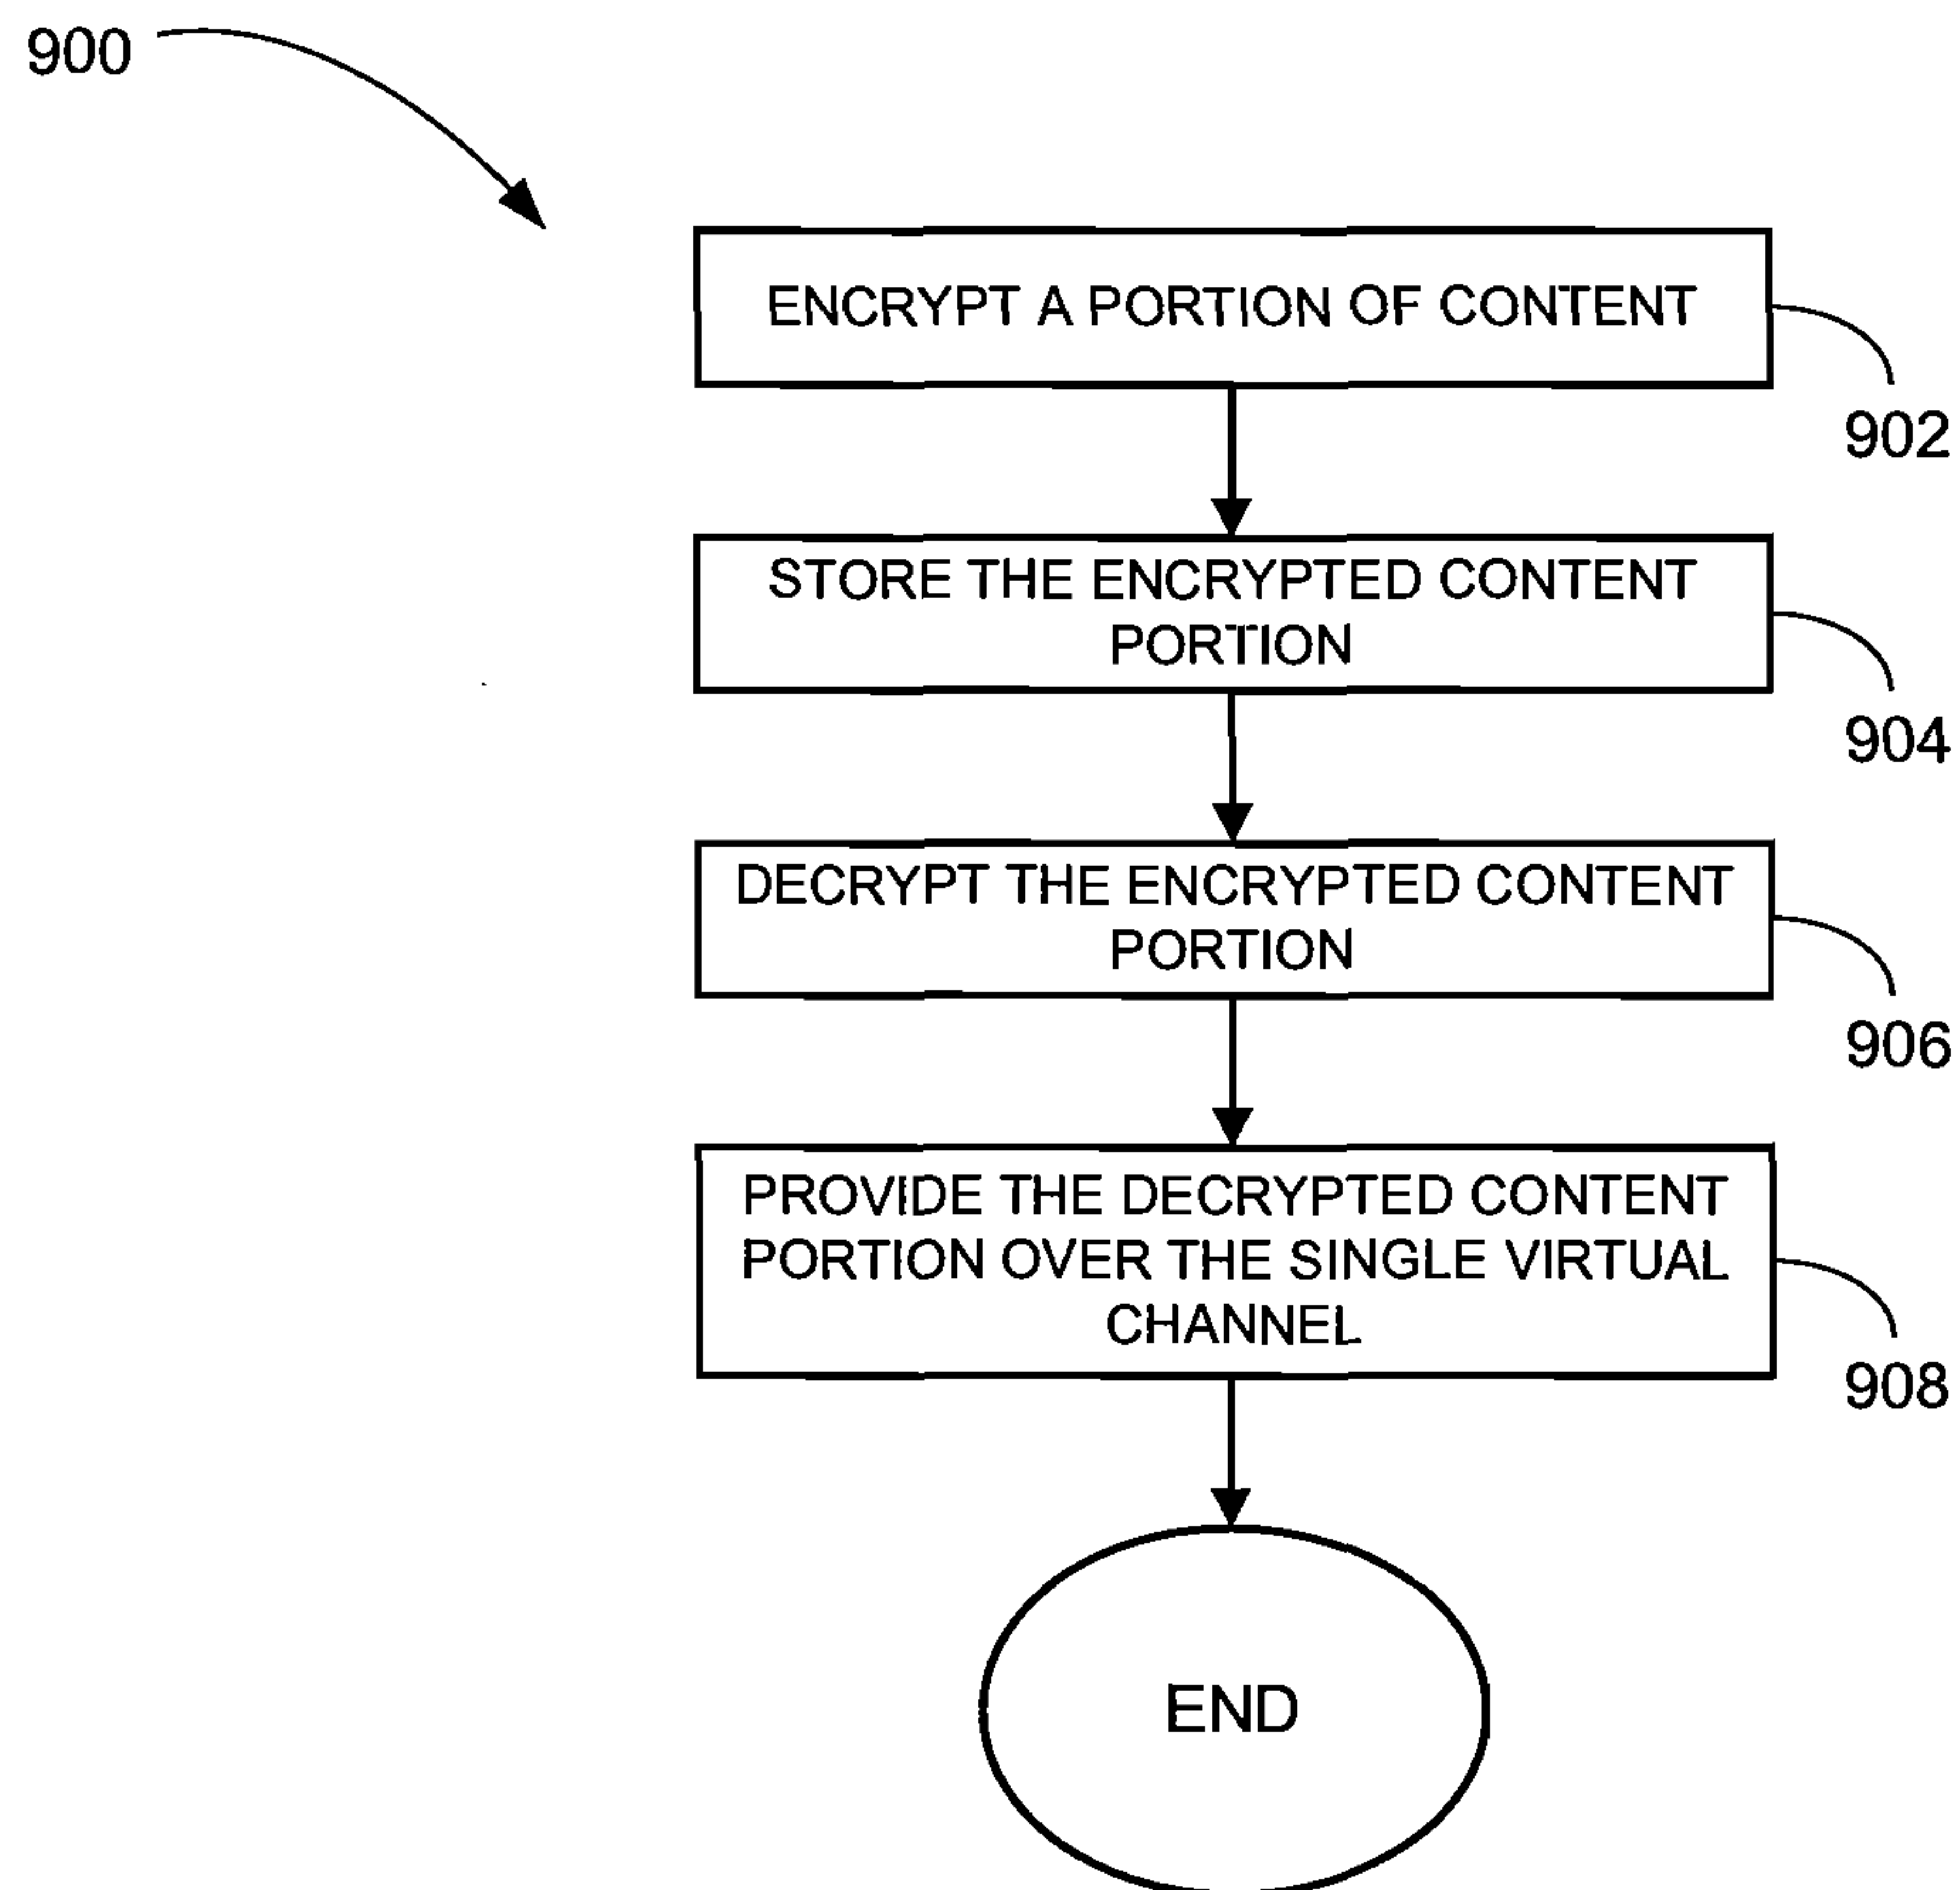 900
ENCRYPT A PORTION OF CONTENT
902
STORE THE ENCRYPTED CONTENT
PORTION
904
DECRYPT THE ENCRYPTED CONTENT
PORTION
906
PROVIDE THE DECRYPTED CONTENT
PORTION OVER THE SINGLE VIRTUAL
CHANNEL
908
END